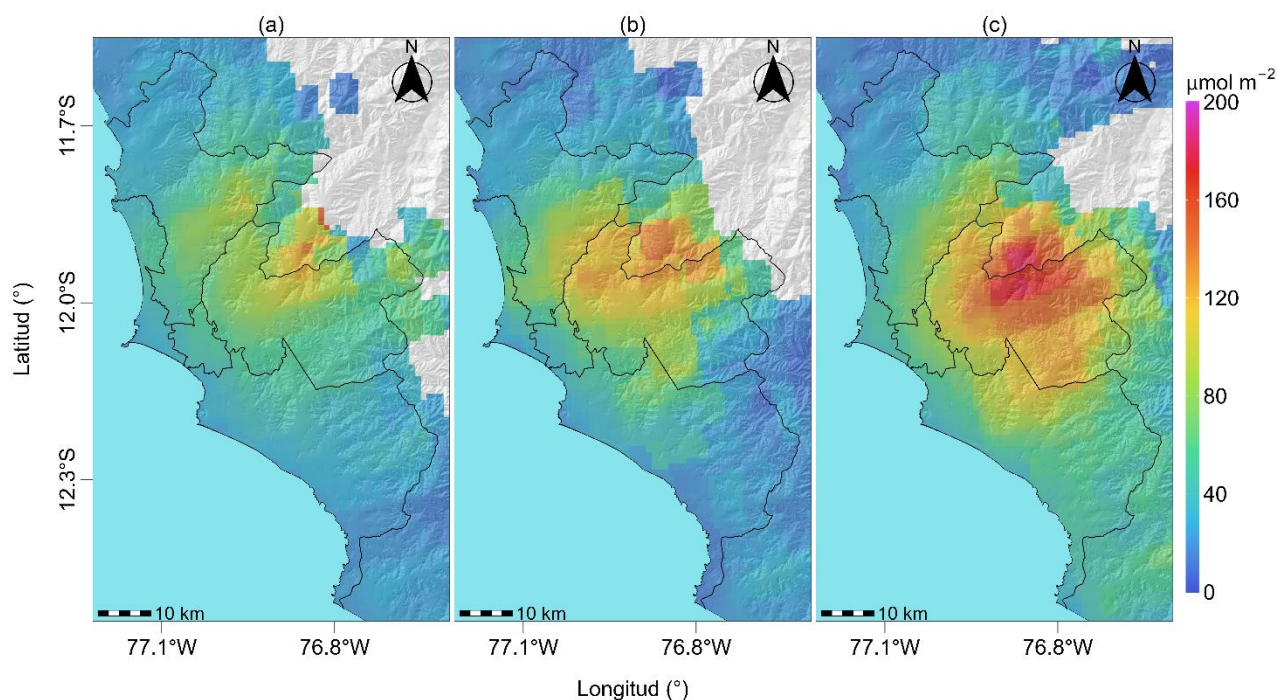 (a)
(b)
(c)
N
N
N
µmol m⁻²
200
160
120
80
40
0
11.7°S
12.0°S
12.3°S
Latitud (°)
10 km
10 km
10 km
77.1°W
76.8°W
77.1°W
76.8°W
77.1°W
76.8°W
Longitud (°)